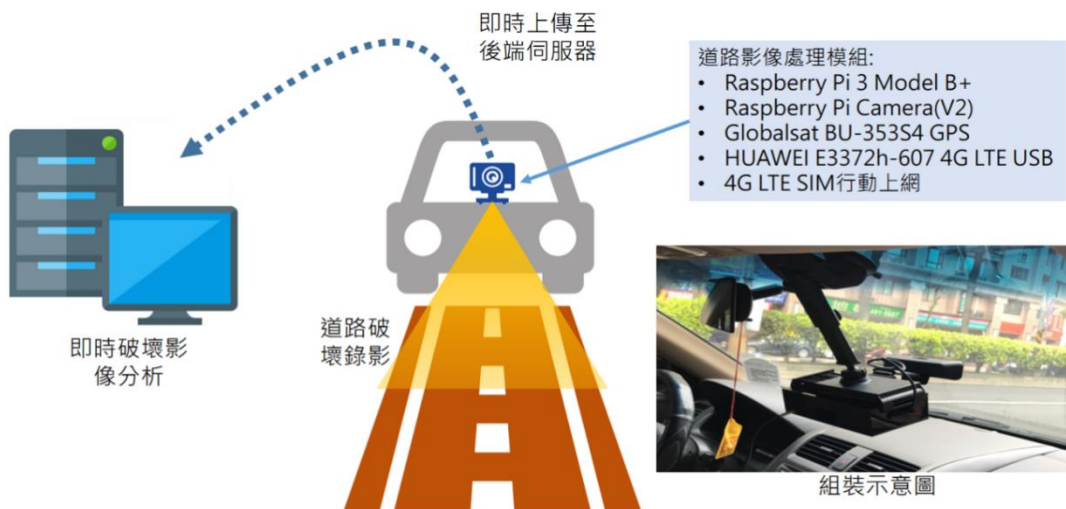 即時上傳至
後端伺服器
道路影像處理模組:
• Raspberry Pi 3 Model B+
• Raspberry Pi Camera(V2)
• Globalsat BU-353S4 GPS
• HUAWEI E3372h-607 4G LTE USB
• 4G LTE SIM行動上網
道路破
壞錄影
即時破壞影
像分析
組裝示意圖